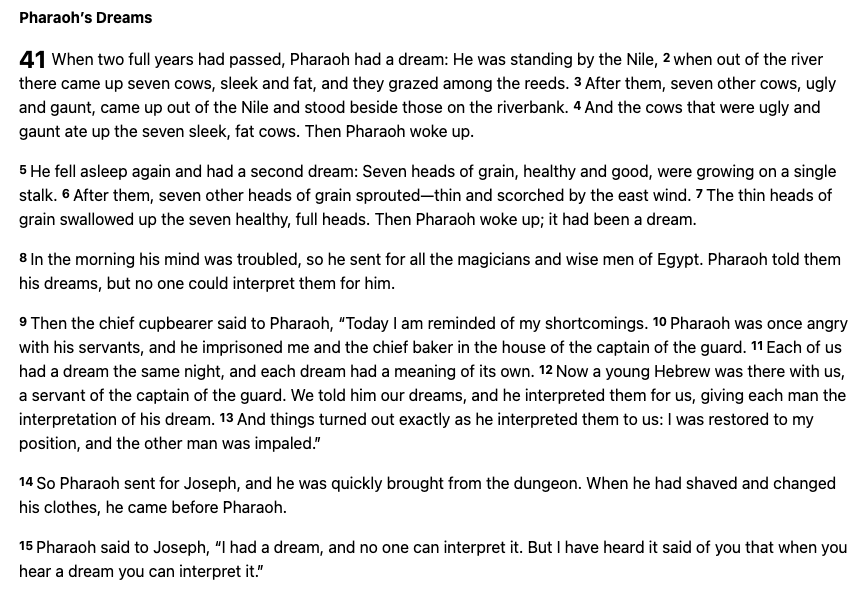 Pharaoh’s Dreams
41 When two full years had passed, Pharaoh had a dream: He was standing by the Nile, 2 when out of the river
there came up seven cows, sleek and fat, and they grazed among the reeds. 3 After them, seven other cows, ugly
and gaunt, came up out of the Nile and stood beside those on the riverbank. 4 And the cows that were ugly and
gaunt ate up the seven sleek, fat cows. Then Pharaoh woke up.
5 He fell asleep again and had a second dream: Seven heads of grain, healthy and good, were growing on a single
stalk. 6 After them, seven other heads of grain sprouted—thin and scorched by the east wind. 7 The thin heads of
grain swallowed up the seven healthy, full heads. Then Pharaoh woke up; it had been a dream.
8 In the morning his mind was troubled, so he sent for all the magicians and wise men of Egypt. Pharaoh told them
his dreams, but no one could interpret them for him.
9 Then the chief cupbearer said to Pharaoh, “Today I am reminded of my shortcomings. 10 Pharaoh was once angry
with his servants, and he imprisoned me and the chief baker in the house of the captain of the guard. 11 Each of us
had a dream the same night, and each dream had a meaning of its own. 12 Now a young Hebrew was there with us,
a servant of the captain of the guard. We told him our dreams, and he interpreted them for us, giving each man the
interpretation of his dream. 13 And things turned out exactly as he interpreted them to us: I was restored to my
position, and the other man was impaled.”
14 So Pharaoh sent for Joseph, and he was quickly brought from the dungeon. When he had shaved and changed
his clothes, he came before Pharaoh.
15 Pharaoh said to Joseph, “I had a dream, and no one can interpret it. But I have heard it said of you that when you
hear a dream you can interpret it.”